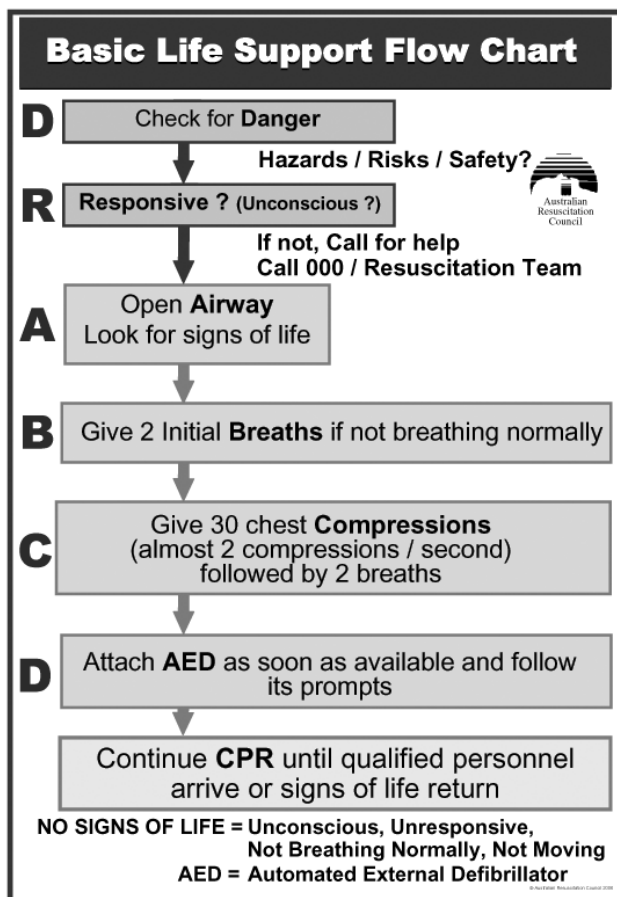 Basic Life Support Flow Chart
D
Check for Danger
Hazards / Risks / Safety?
R
Responsive ? (Unconscious ?)
Australian
Resuscitation
Council
If not, Call for help
Call 000 / Resuscitation Team
A
Open Airway
Look for signs of life
B
Give 2 Initial Breaths if not breathing normally
C
Give 30 chest Compressions
(almost 2 compressions / second)
followed by 2 breaths
D
Attach AED as soon as available and follow
its prompts
Continue CPR until qualified personnel
arrive or signs of life return
NO SIGNS OF LIFE = Unconscious, Unresponsive,
Not Breathing Normally, Not Moving
AED = Automated External Defibrillator
© Australian Resuscitation Council